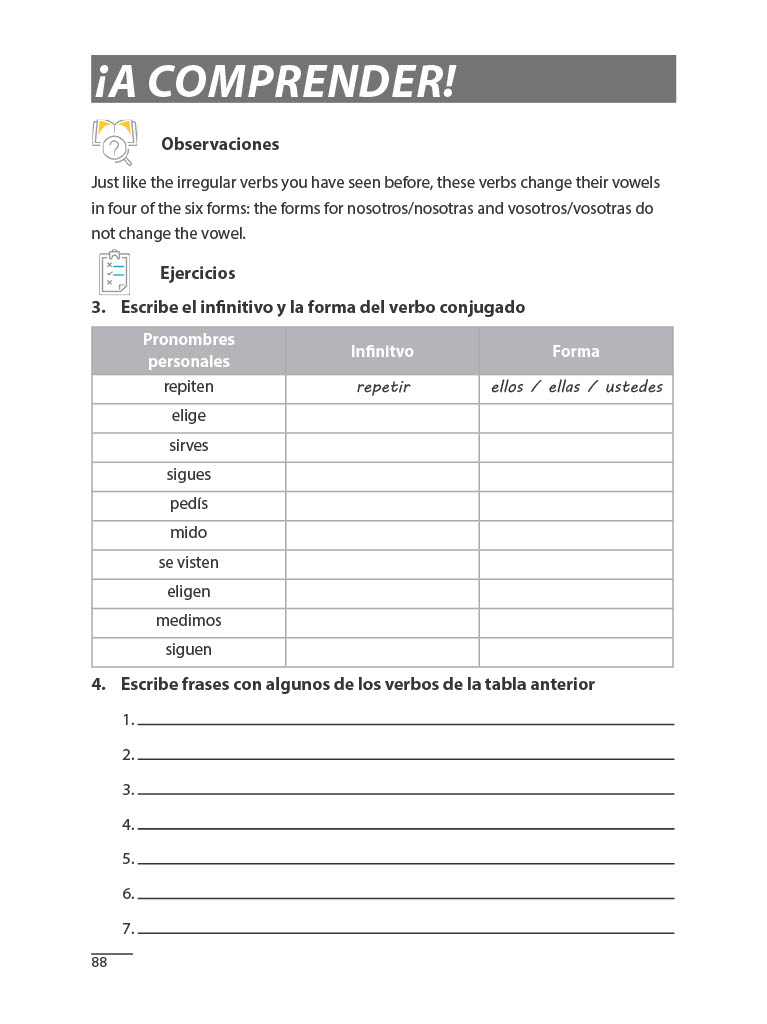 ¡A COMPRENDER!
Observaciones
Just like the irregular verbs you have seen before, these verbs change their vowels
in four of the six forms: the forms for nosotros/nosotras and vosotros/vosotras do
not change the vowel.
Ejercicios
3. Escribe el infinitivo y la forma del verbo conjugado
Pronombres
personales
Infinitvo
Forma
repiten repetir ellos / ellas / ustedes
elige
sirves
sigues
pedís
mido
se visten
eligen
medimos
siguen
4. Escribe frases con algunos de los verbos de la tabla anterior
1.
2.
3.
4.
5.
6.
7.
88